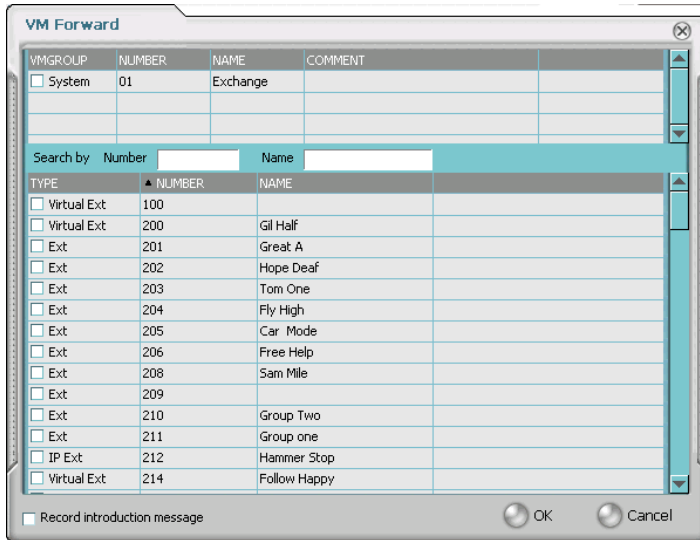 VM Forward
VMGROUP NUMBER NAME COMMENT
System 01 Exchange
Search by Number Name
TYPE NUMBER NAME
Virtual Ext 100
Virtual Ext 200 Gil Half
Ext 201 Great A
Ext 202 Hope Deaf
Ext 203 Tom One
Ext 204 Fly High
Ext 205 Car Mode
Ext 206 Free Help
Ext 208 Sam Mile
Ext 209
Ext 210 Group Two
Ext 211 Group one
IP Ext 212 Hammer Stop
Virtual Ext 214 Follow Happy
Record introduction message OK Cancel